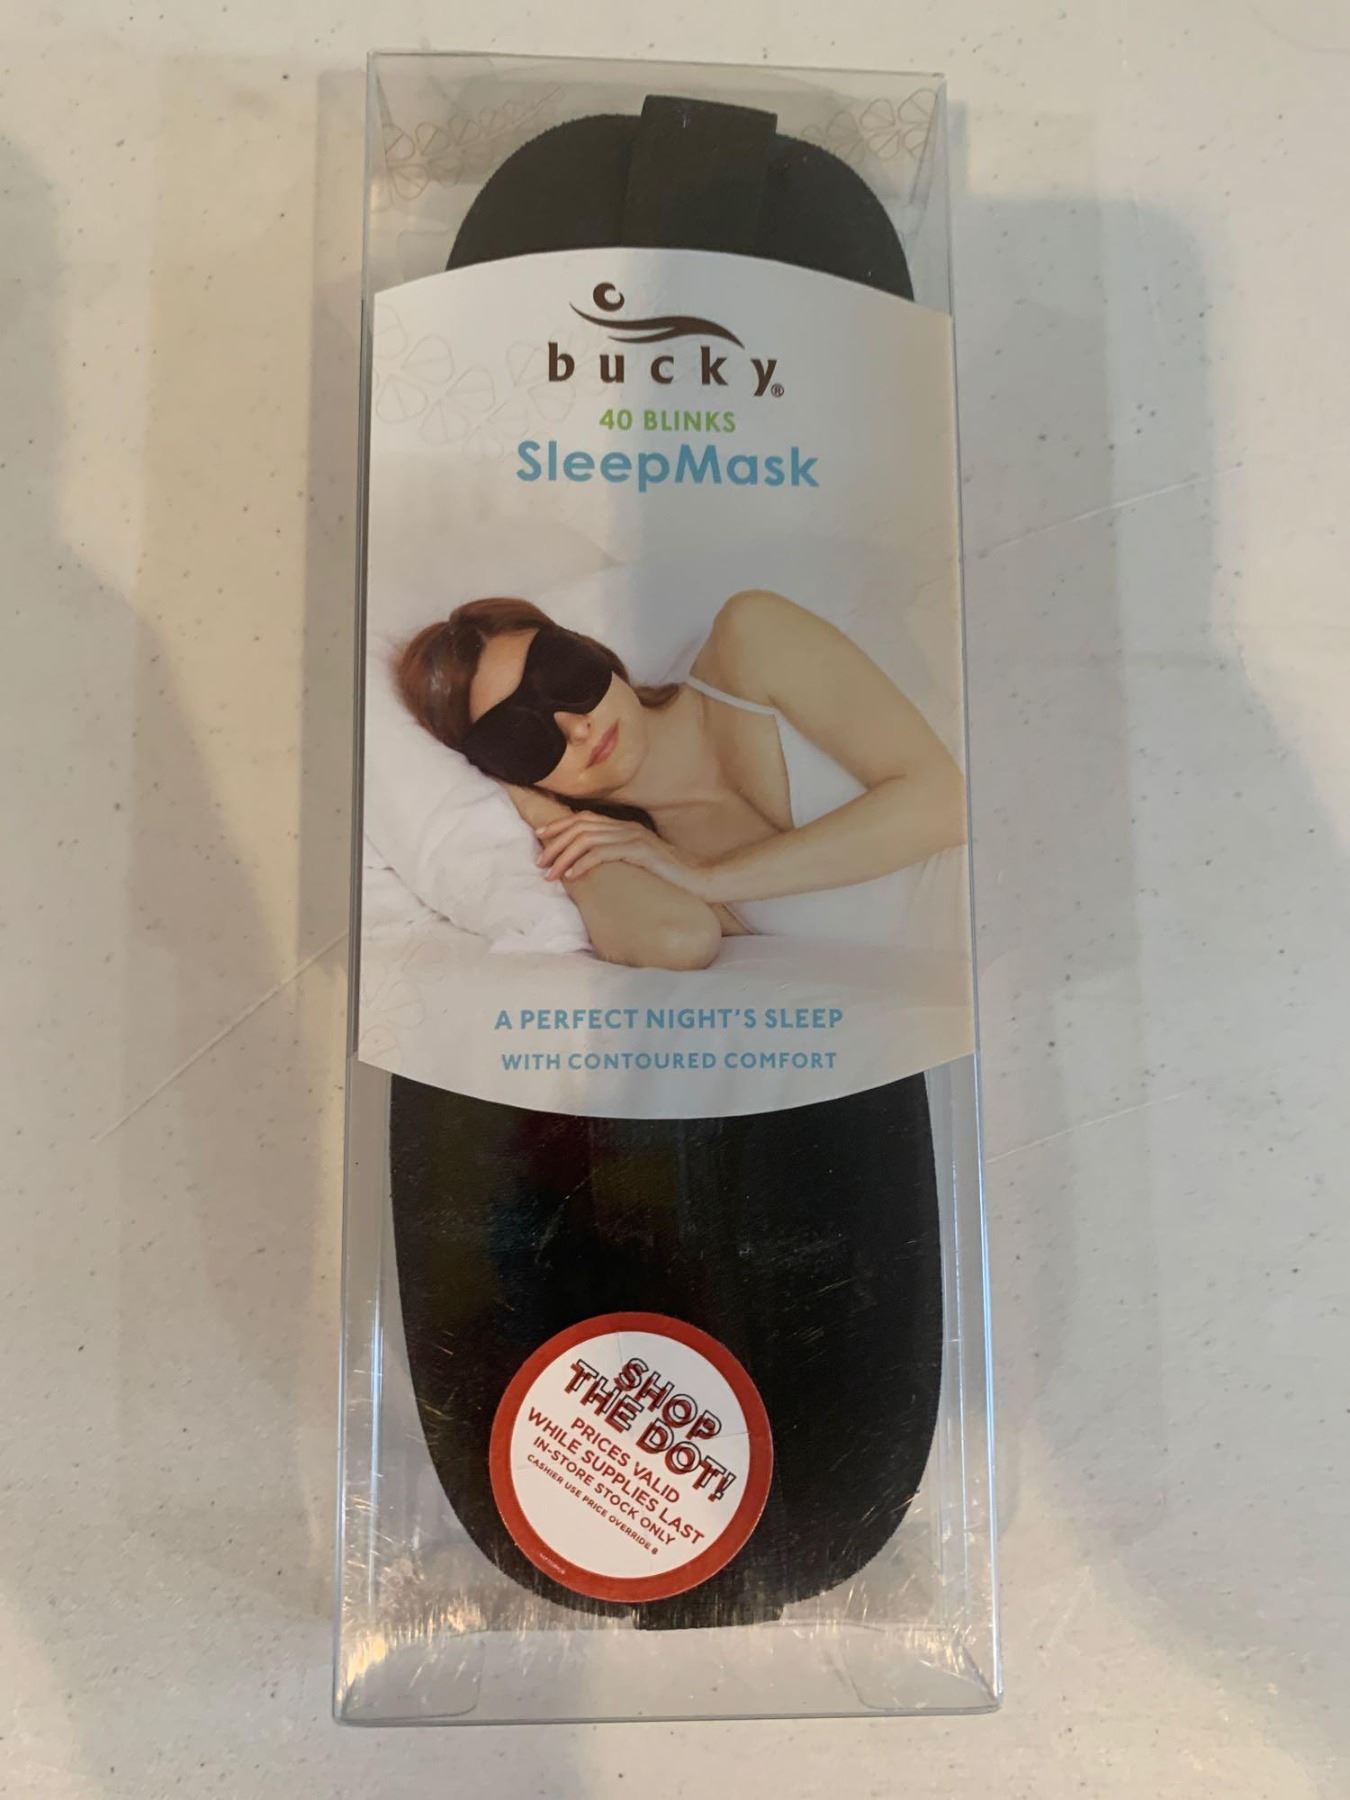 bucky®
40 BLINKS
SleepMask
A PERFECT NIGHT'S SLEEP
WITH CONTOURED COMFORT
SHOP
THE DOT!
PRICES VALID
WHILE SUPPLIES LAST
IN-STORE STOCK ONLY
CASHIER USE PRICE OVERRIDE 8